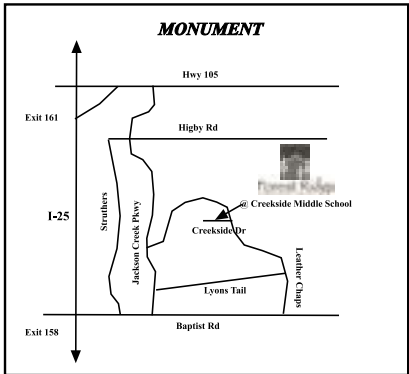 MONUMENT
Hwy 105
Exit 161
Higby Rd
@ Creekside Middle School
I-25
Struthers
Jackson Creek Pkwy
Creekside Dr
Leather Chaps
Lyons Tail
Baptist Rd
Exit 158